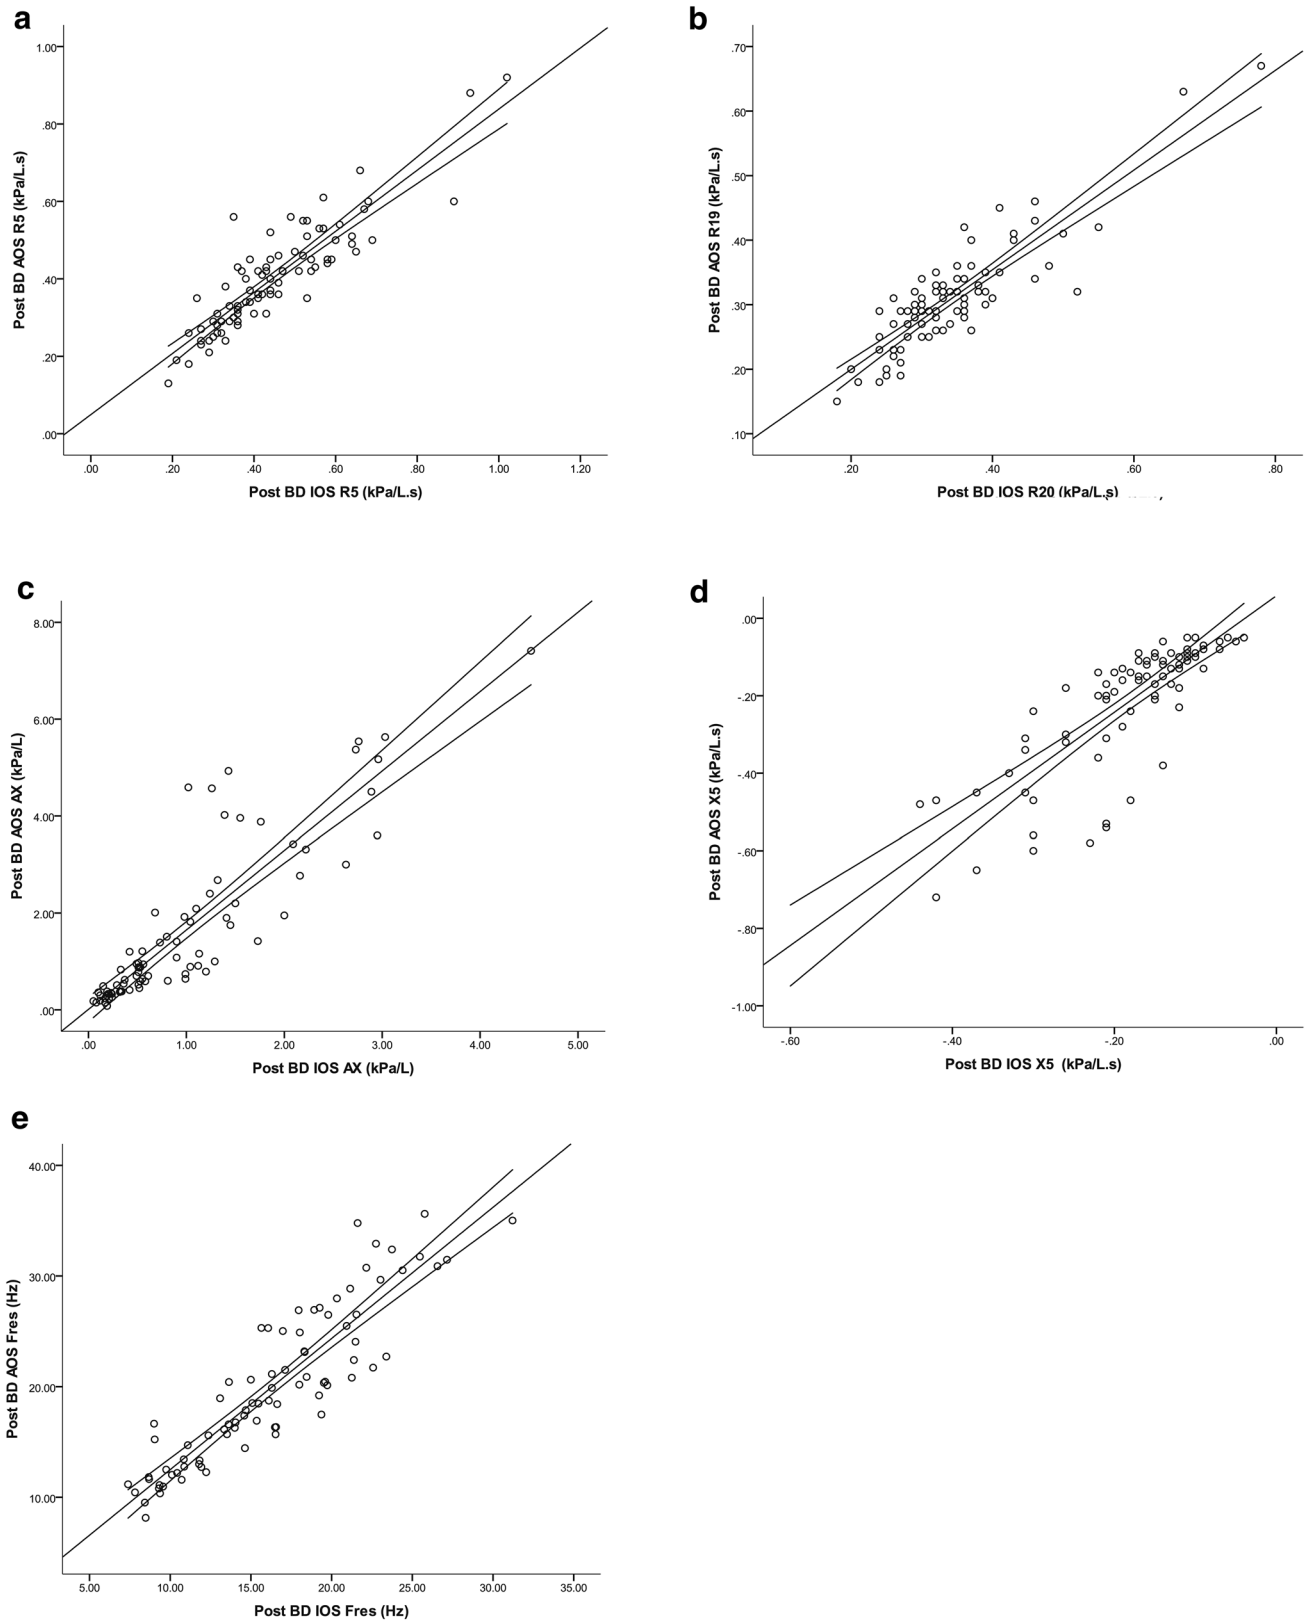 a
1.00
.80
.60
.40
.20
.00
Post BD AOS R5 (kPa/L.s)
.00 .20 .40 .60 .80 1.00 1.20
Post BD IOS R5 (kPa/L.s)
b
.70
.60
.50
.40
.30
.20
.10
Post BD AOS R19 (kPa/L.s)
.20 .40 .60 .80
Post BD IOS R20 (kPa/L.s)
c
8.00
6.00
4.00
2.00
.00
Post BD AOS AX (kPa/L)
.00 1.00 2.00 3.00 4.00 5.00
Post BD IOS AX (kPa/L)
d
.00
-.20
-.40
-.60
-.80
-1.00
Post BD AOS X5 (kPa/L.s)
-.60 -.40 -.20 .00
Post BD IOS X5 (kPa/L.s)
e
40.00
30.00
20.00
10.00
Post BD AOS Fres (Hz)
5.00 10.00 15.00 20.00 25.00 30.00 35.00
Post BD IOS Fres (Hz)